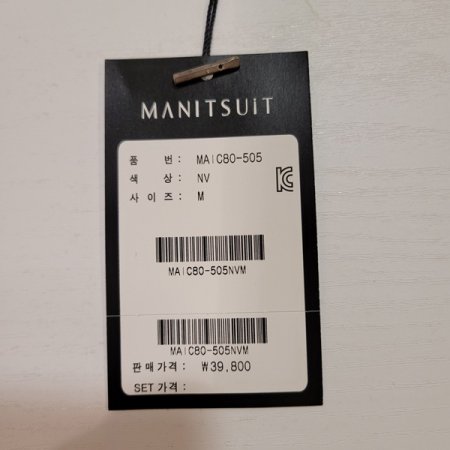 MANITSUiT
품 번: MAIC80-505
색 상: NV
사 이 즈: M
MAIC80-505NVM
MAIC80-505NVM
판 매 가 격: ₩39,800
SET 가 격: